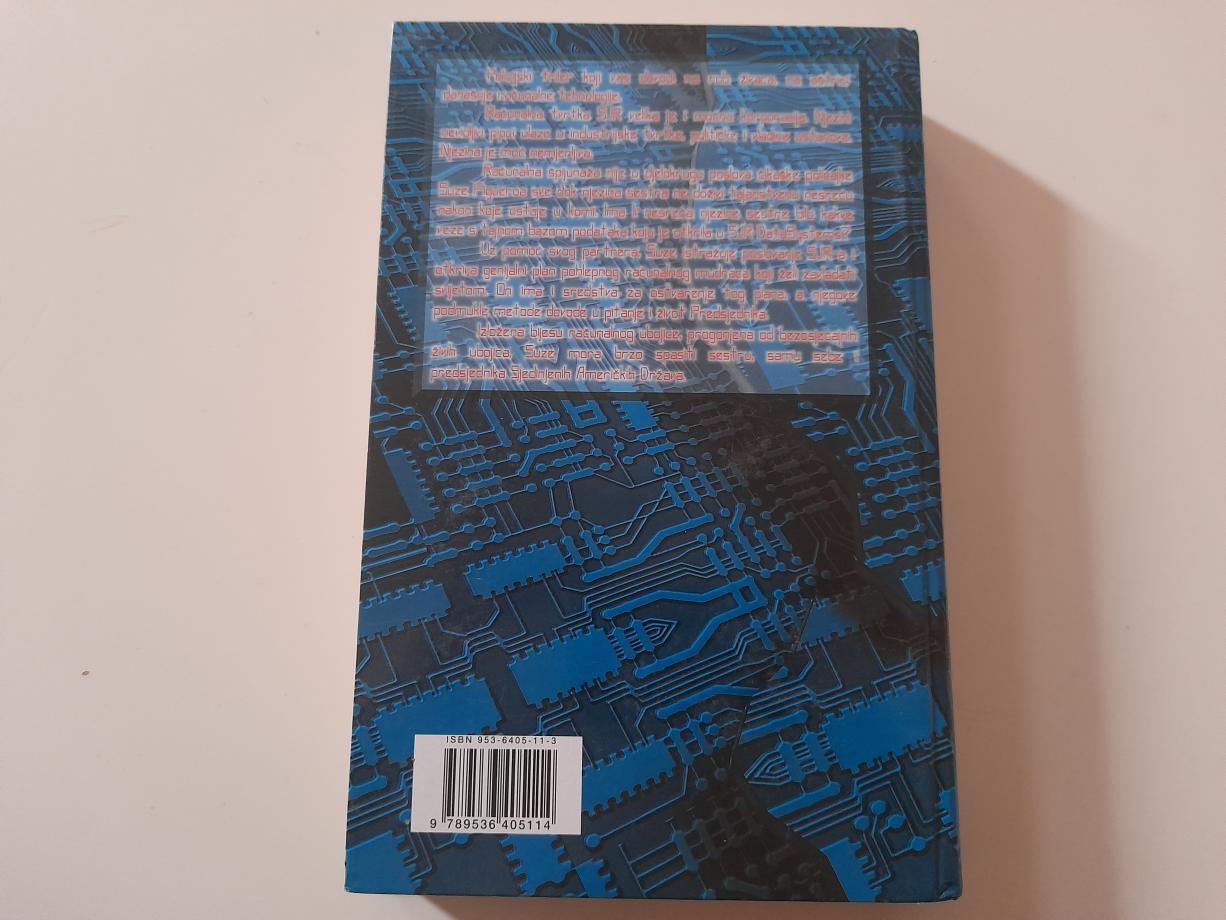 triler koji vas dovodi na rub živaca, na oštrici
današnje računalne tehnologije.
Računalna tvrtka SJR velika je i moćna korporacija. Njezini
pipci ulaze u industrijske tvrtke, političke i vladine ustanove.
Njezina je moć nemjerljiva.
Računalna špijunaža nije u djelokrugu poslova čikaške policajke
Suze Figueroa sve dok njezina sestra ne doživi tajanstvenu nesreću
nakon koje ostaje u komi. Ima li nesreća njezine sestre bilo kakve
veze s tajnom bazom podataka koju je otkrila u SJR DataSystems?
Uz pomoć svog partnera, Suze istražuje poslovanje SJR-a i
otkriva genijalni plan pohlepnog računalnog mudraca koji želi zavladati
svijetom. On ima i sredstva za ostvarenje tog plana, a njegove
podmukle metode dovode u pitanje i život Predsjednika.
Izložena bijesu računalnog ubojice, progonjena od bezosjećajnih
živih ubojica, Suze mora brzo spasiti sestru, samu sebe i
predsjednika Sjedinjenih Američkih Država.
ISBN 953-6405-11-3
9 789536 405114